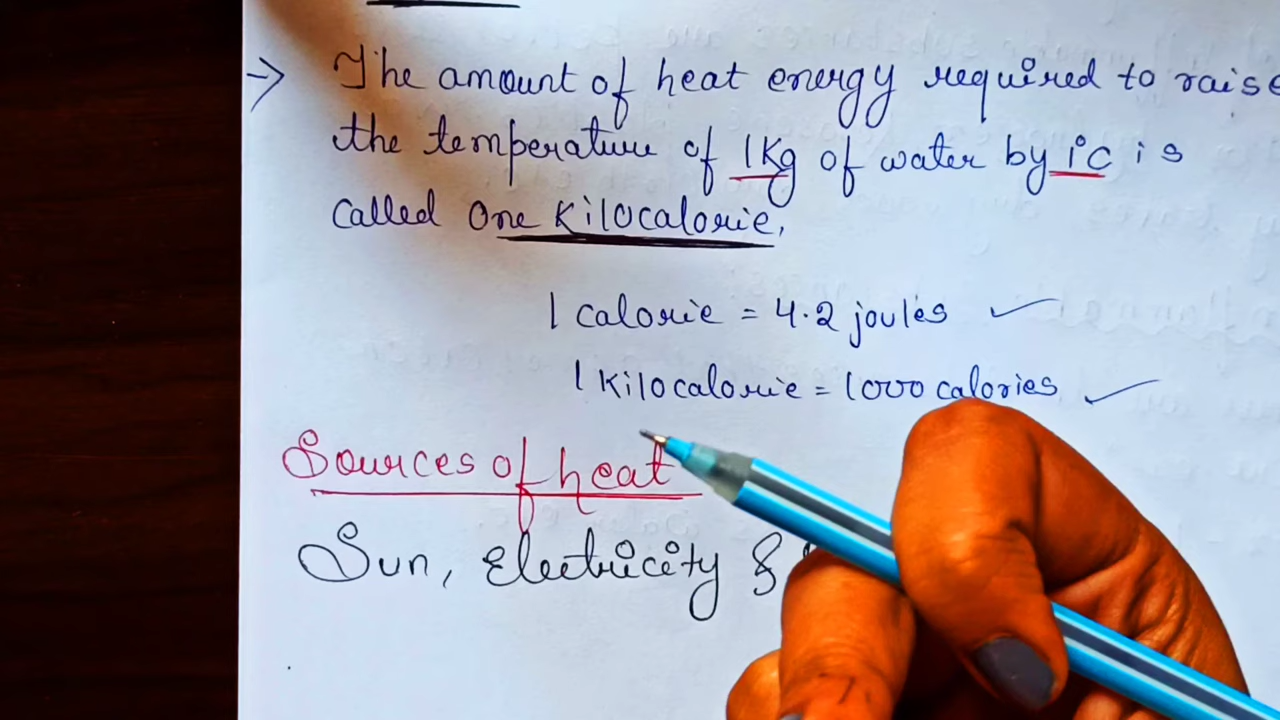 → The amount of heat energy required to raise
the temperature of 1Kg of water by 1°C is
called One Kilocalorie.
1 calorie = 4.2 joules ✓
1 Kilocalorie = 1000 calories ✓
Sources of heat
Sun, Electricity &